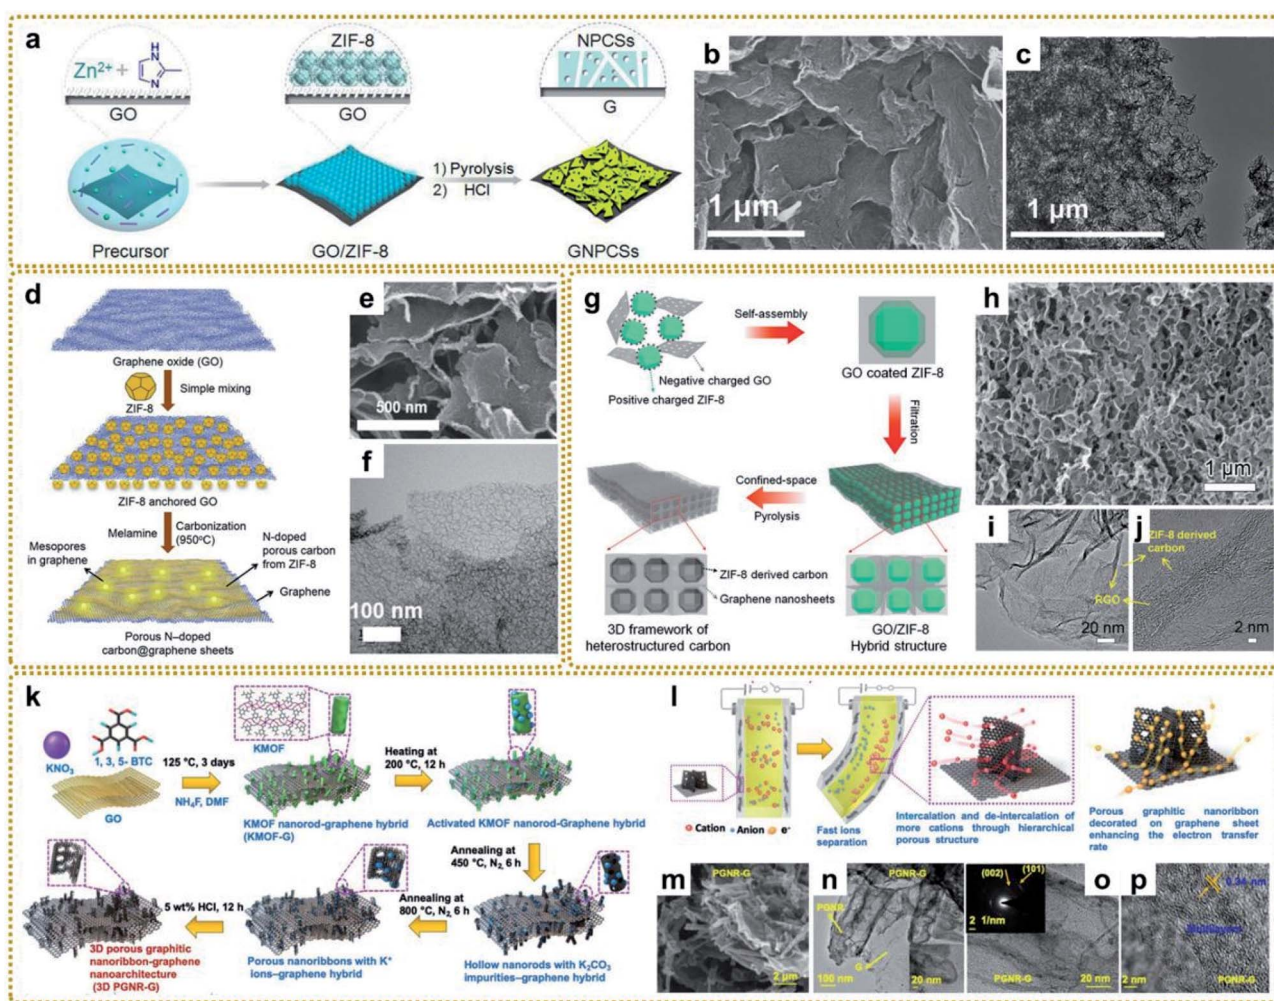 a
Zn2+ +
H
N
N
GO
Precursor
ZIF-8
GO
GO/ZIF-8
1) Pyrolysis
2) HCl
NPCSs
G
GNPCSs
b
1 μm
c
1 μm
d
Graphene oxide (GO)
Simple mixing
ZIF-8
ZIF-8 anchored GO
Melamine
Carbonization
(950oC)
Mesopores
in graphene
N-doped
porous carbon
from ZIF-8
Graphene
Porous N–doped
carbon@graphene sheets
e
500 nm
f
100 nm
g
Self-assembly
Negative charged GO
Positive charged ZIF-8
GO coated ZIF-8
Filtration
Confined-space
Pyrolysis
ZIF-8 derived carbon
Graphene nanosheets
3D framework of
heterostructured carbon
GO/ZIF-8
Hybrid structure
h
1 μm
i
20 nm
j
ZIF-8 derived
carbon
RGO
2 nm
k
KNO3
1, 3, 5- BTC
GO
125 °C, 3 days
NH4F, DMF
KMOF
KMOF nanorod-graphene hybrid
(KMOF-G)
Heating at
200 °C, 12 h
Activated KMOF nanorod-Graphene hybrid
Annealing at
450 °C, N2, 6 h
Hollow nanorods with K2CO3
impurities–graphene hybrid
Annealing at
800 °C, N2, 6 h
Porous nanoribbons with K+
ions–graphene hybrid
5 wt% HCl, 12 h
3D porous graphitic
nanoribbon-graphene
nanoarchitecture
(3D PGNR-G)
l
Cation
Anion
e-
Fast ions
separation
Intercalation and de-intercalation of
more cations through hierarchical
porous structure
Porous graphitic nanoribbon
decorated on graphene sheet
enhancing the electron transfer
rate
m
PGNR-G
2 μm
n
PGNR-G
PGNR
G
100 nm
20 nm
o
(002)
(101)
2 1/nm
PGNR-G
20 nm
p
0.34 nm
Multilayers
2 nm
PGNR-G